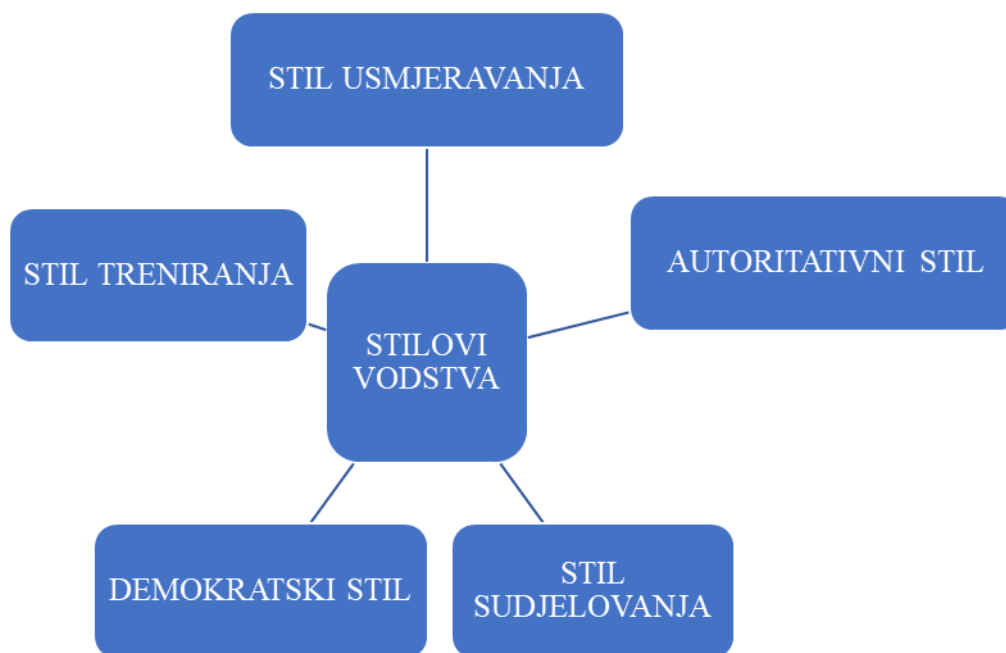 STIL USMJERAVANJA
AUTORITATIVNI STIL
STIL TRENIRANJA
STILOVI
VODSTVA
DEMOKRATSKI STIL
STIL
SUDJELOVANJA